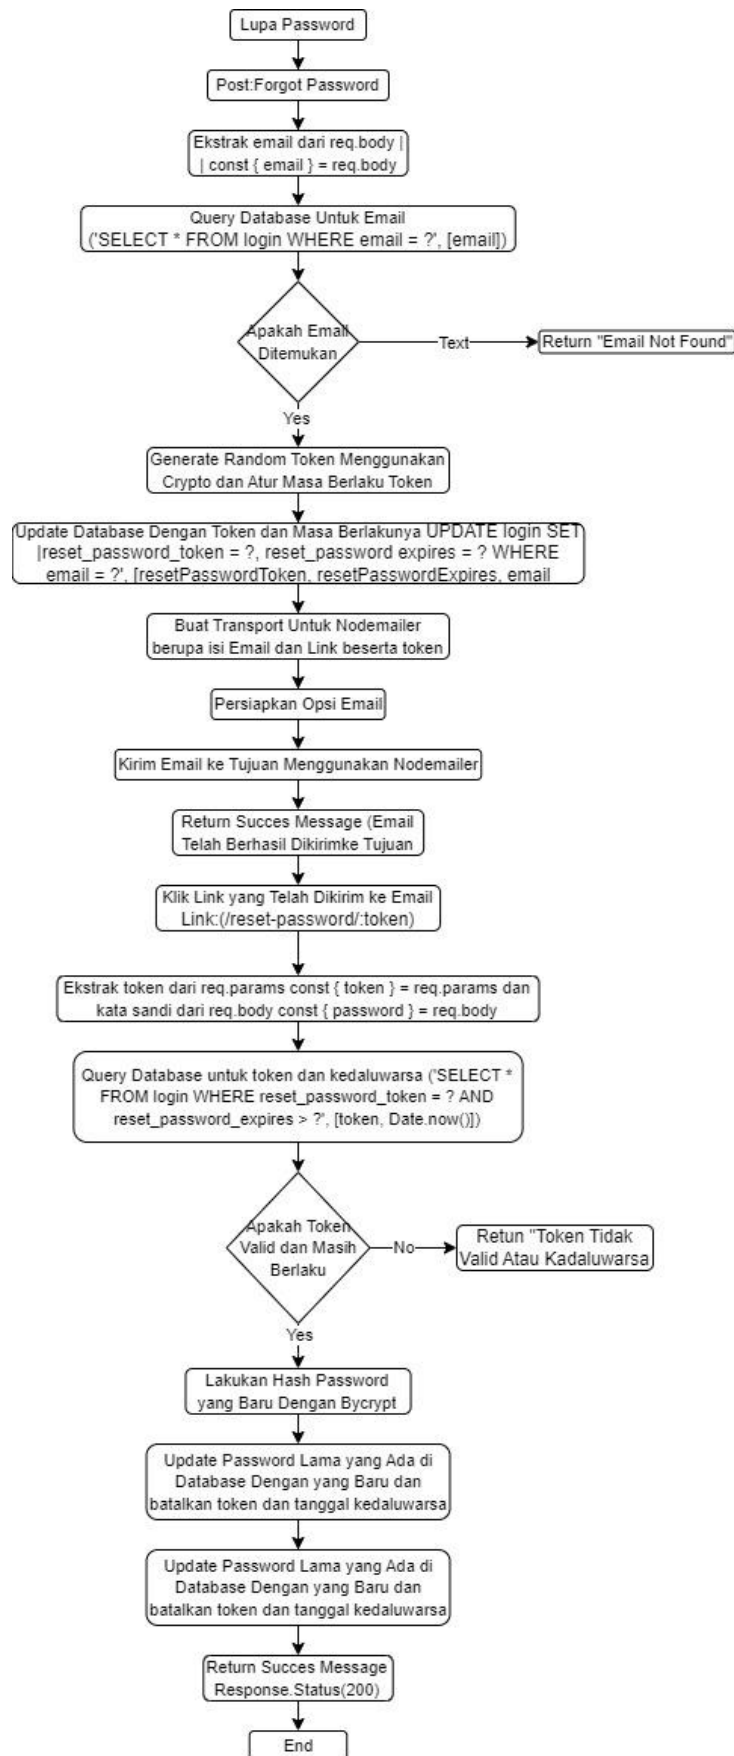 Lupa Password
Post:Forgot Password
Ekstrak email dari req.body |
| const { email } = req.body
Query Database Untuk Email
('SELECT * FROM login WHERE email = ?', [email])
Apakah Email
Ditemukan
Text
Return "Email Not Found"
Yes
Generate Random Token Menggunakan
Crypto dan Atur Masa Berlaku Token
Update Database Dengan Token dan Masa Berlakunya UPDATE login SET
|reset_password_token = ?, reset_password expires = ? WHERE
email = ?', [resetPasswordToken, resetPasswordExpires, email
Buat Transport Untuk Nodemailer
berupa isi Email dan Link beserta token
Persiapkan Opsi Email
Kirim Email ke Tujuan Menggunakan Nodemailer
Return Succes Message (Email
Telah Berhasil Dikirimke Tujuan
Klik Link yang Telah Dikirim ke Email
Link:(/reset-password/:token)
Ekstrak token dari req.params const { token } = req.params dan
kata sandi dari req.body const { password } = req.body
Query Database untuk token dan kedaluwarsa ('SELECT *
FROM login WHERE reset_password_token = ? AND
reset_password_expires > ?', [token, Date.now()])
Apakah Token
Valid dan Masih
Berlaku
No
Retun "Token Tidak
Valid Atau Kadaluwarsa
Yes
Lakukan Hash Password
yang Baru Dengan Bycrypt
Update Password Lama yang Ada di
Database Dengan yang Baru dan
batalkan token dan tanggal kedaluwarsa
Update Password Lama yang Ada di
Database Dengan yang Baru dan
batalkan token dan tanggal kedaluwarsa
Return Succes Message
Response.Status(200)
End